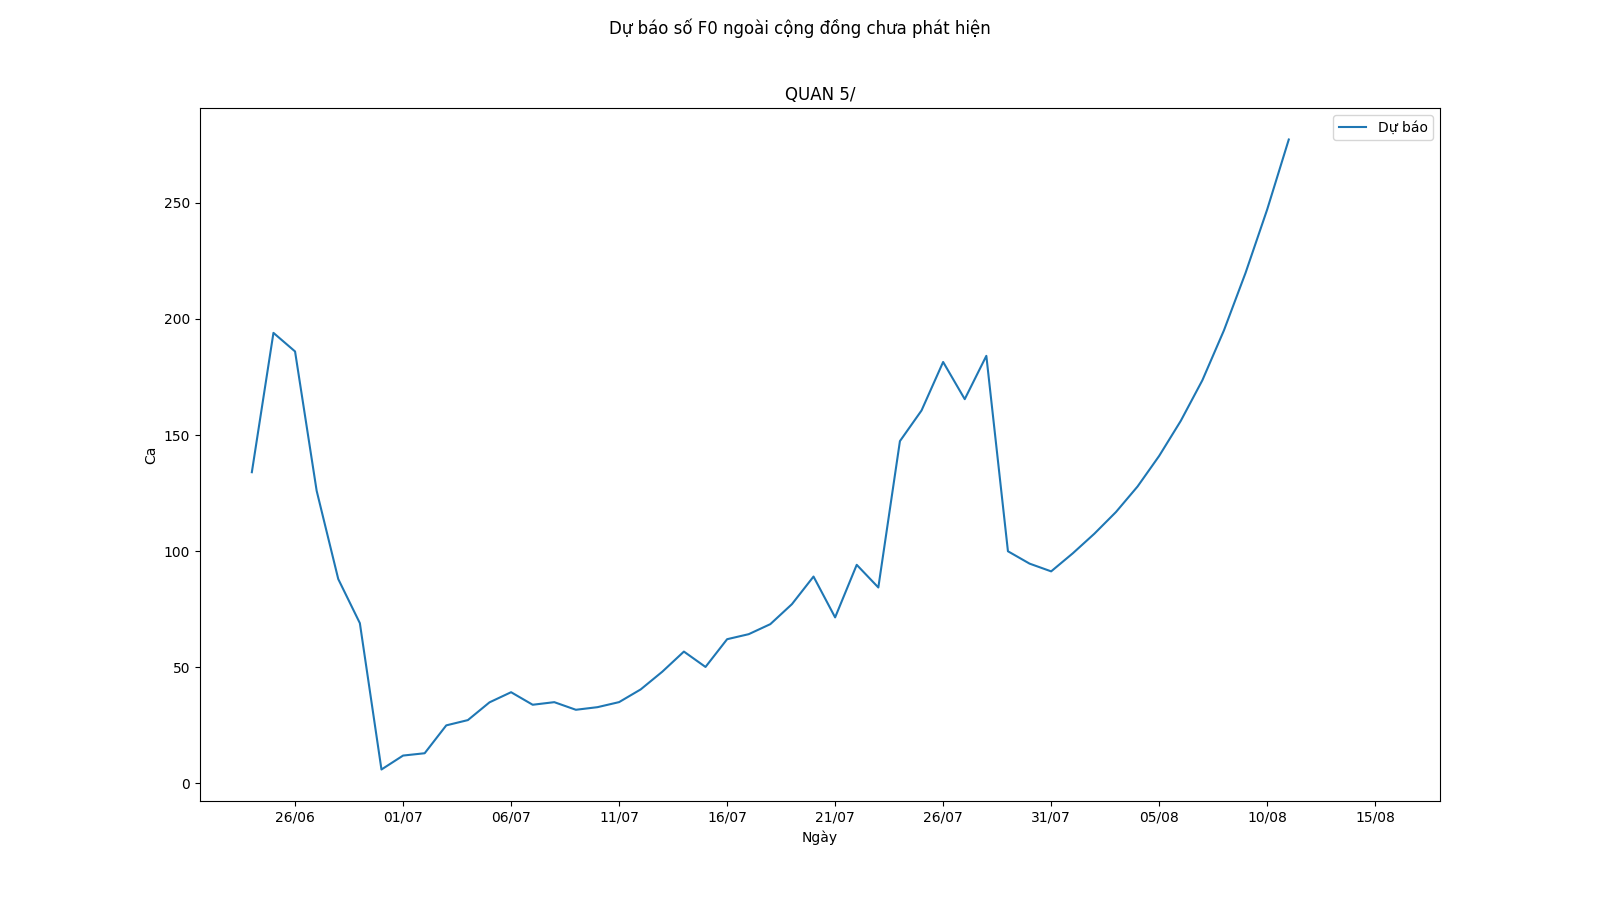 Dự báo số F0 ngoài cộng đồng chưa phát hiện
QUAN 5/
Dự báo
250
200
150
100
50
0
Ca
26/06 01/07 06/07 11/07 16/07 21/07 26/07 31/07 05/08 10/08 15/08
Ngày